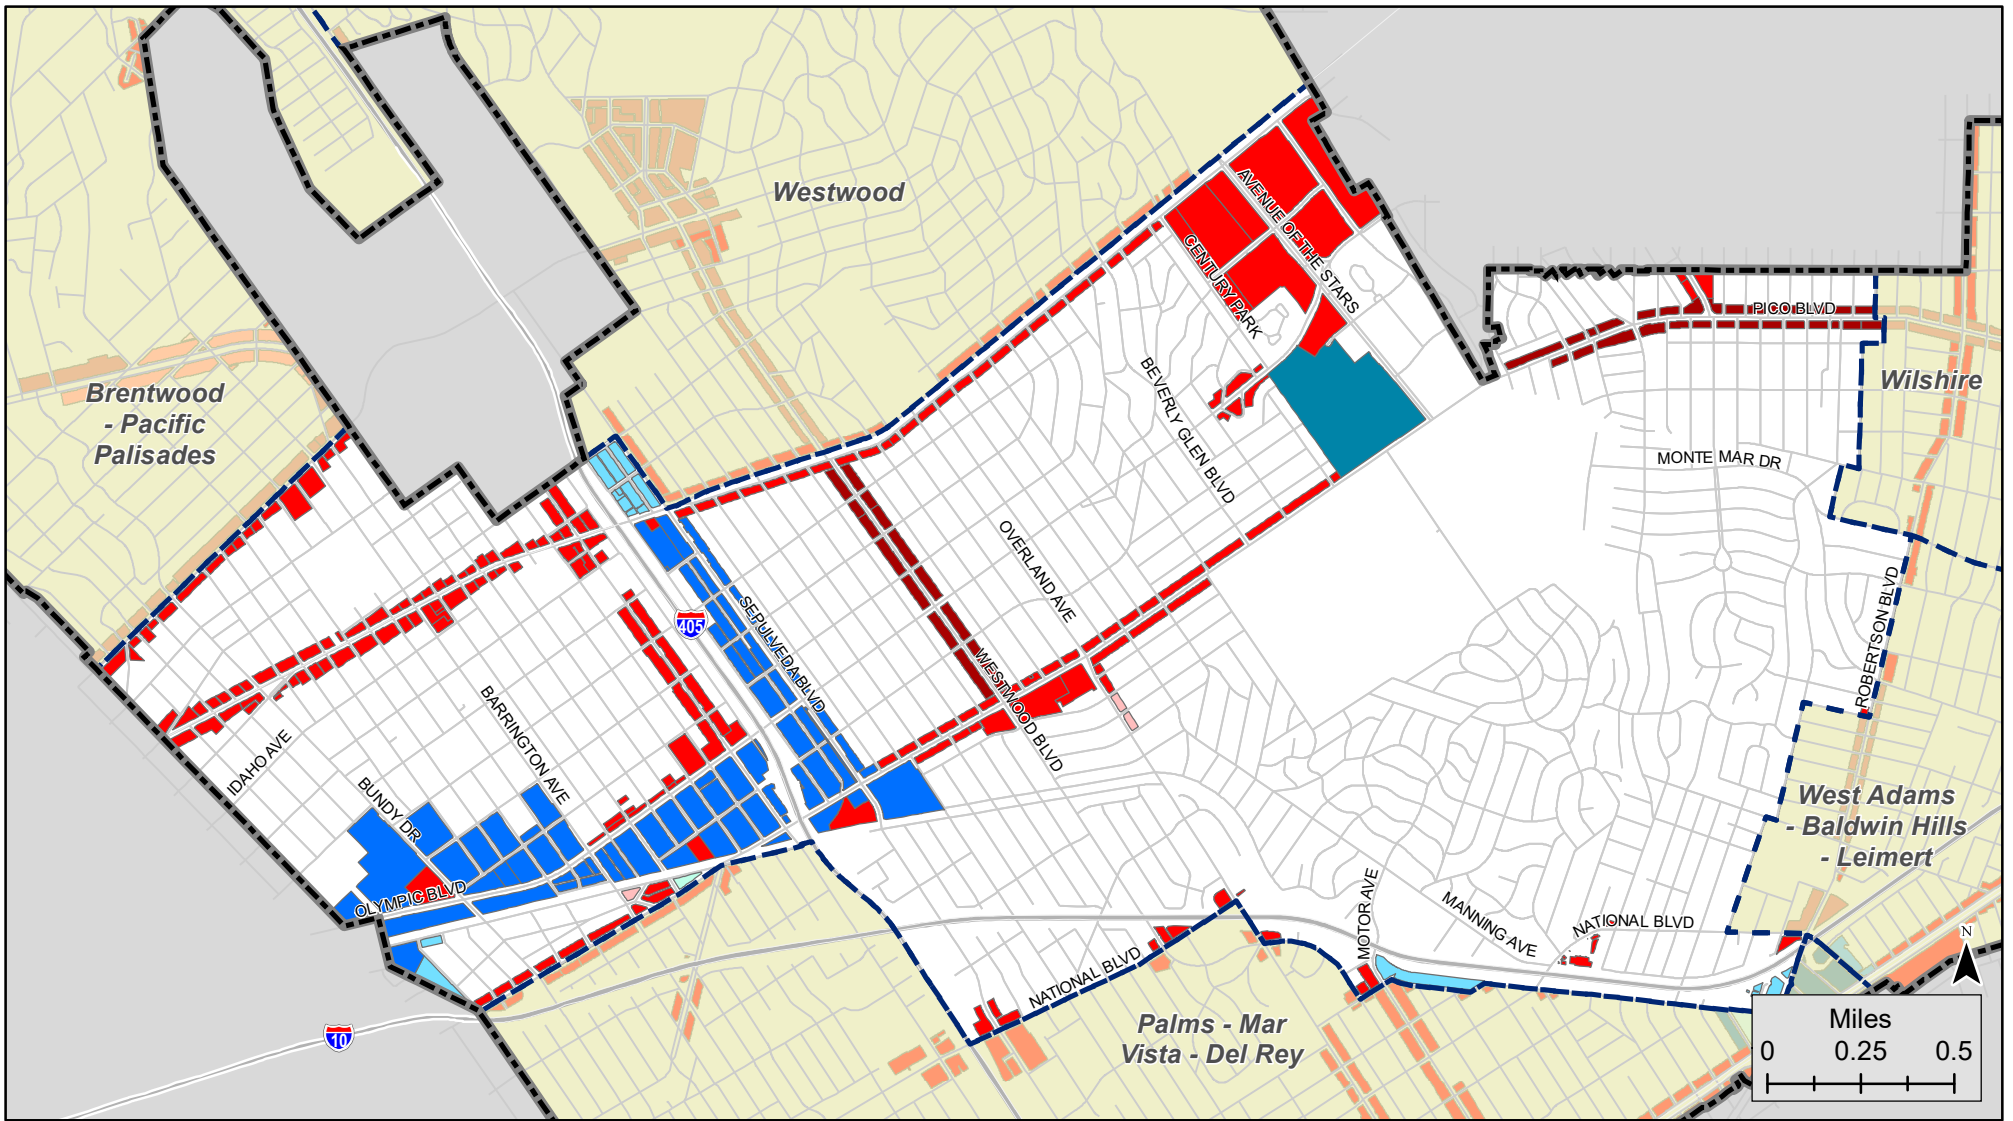 Westwood
AVENUE OF THE STARS
CENTURY PARK
PICO BLVD
Brentwood
- Pacific
Palisades
Wilshire
BEVERLY GLEN BLVD
MONTE MAR DR
OVERLAND AVE
405
SEPULVEDA BLVD
ROBERTSON BLVD
WESTWOOD BLVD
BARRINGTON AVE
IDAHO AVE
BUNDY DR
West Adams
- Baldwin Hills
- Leimert
OLYMPIC BLVD
MOTOR AVE
MANNING AVE
NATIONAL BLVD
NATIONAL BLVD
N
10
Palms - Mar
Vista - Del Rey
Miles
0 0.25 0.5